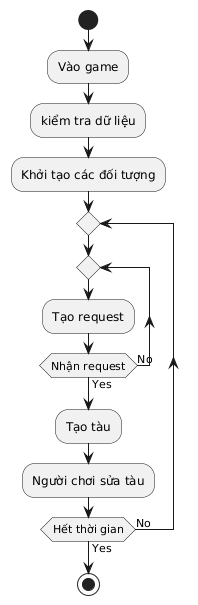 Vào game
kiểm tra dữ liệu
Khởi tạo các đối tượng
Tạo request
Nhận request
No
Yes
Tạo tàu
Người chơi sửa tàu
Hết thời gian
No
Yes